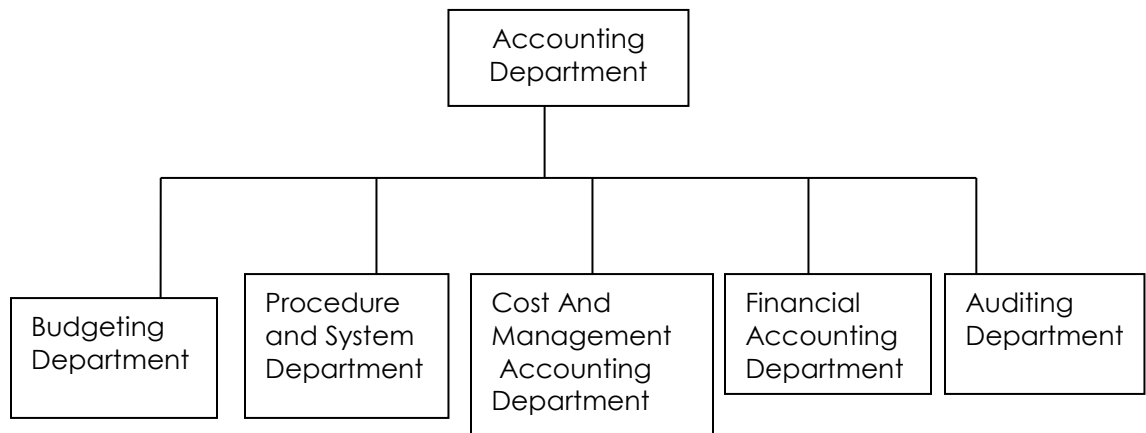 Accounting
Department
Budgeting
Department
Procedure
and System
Department
Cost And
Management
Accounting
Department
Financial
Accounting
Department
Auditing
Department